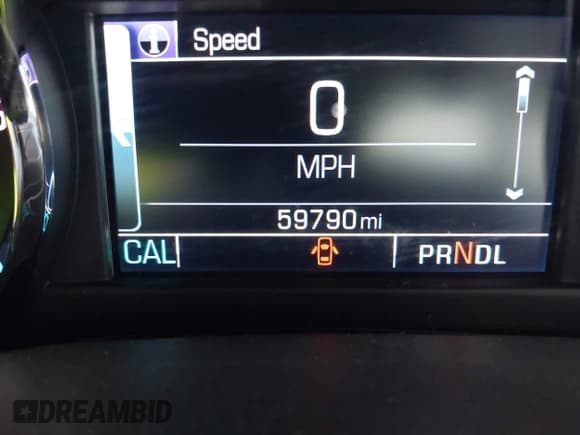 Speed
0
MPH
59790 mi
CAL PRNDL
DREAMBID